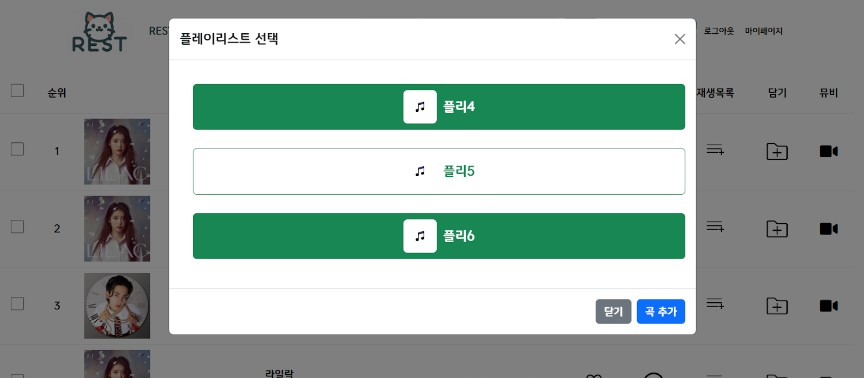 REST
REST
로그아웃 마이페이지
플레이리스트 선택
순위
재생목록 담기 뮤비
플리4
1
플리5
2
LILAC
플리6
3
닫기 곡 추가
라일락